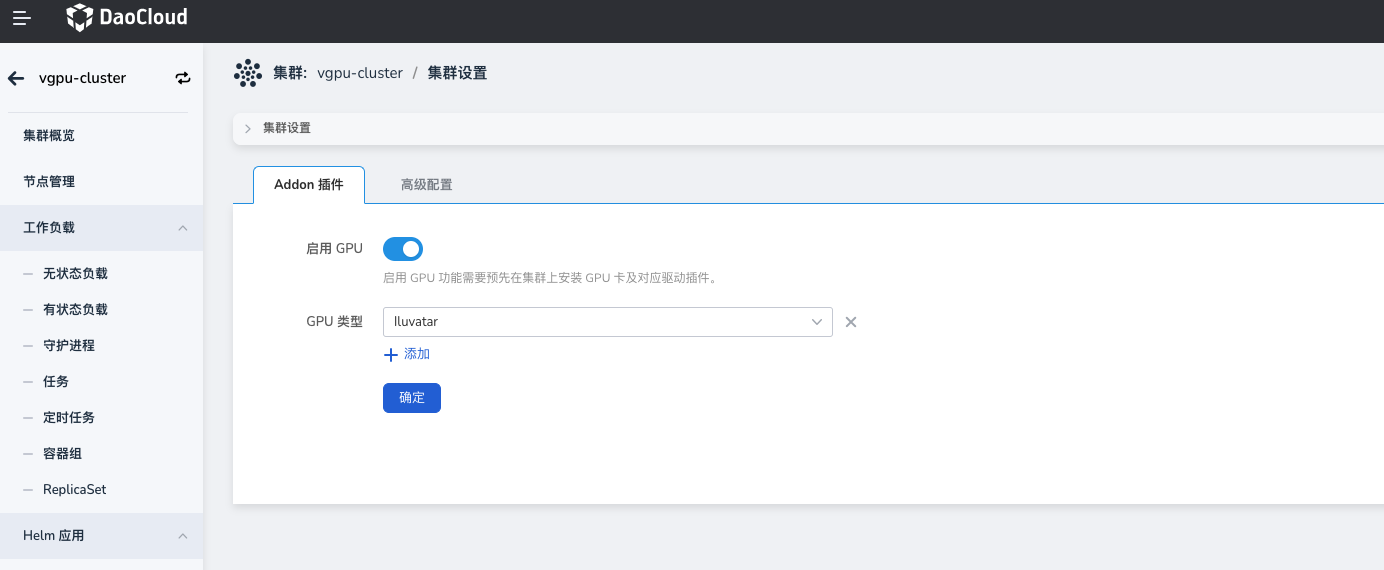 DaoCloud
vgpu-cluster
集群概览
节点管理
工作负载
无状态负载
有状态负载
守护进程
任务
定时任务
容器组
ReplicaSet
Helm 应用
集群: vgpu-cluster / 集群设置
集群设置
Addon 插件 高级配置
启用 GPU
启用 GPU 功能需要预先在集群上安装 GPU 卡及对应驱动插件。
GPU 类型 Iluvatar
添加
确定